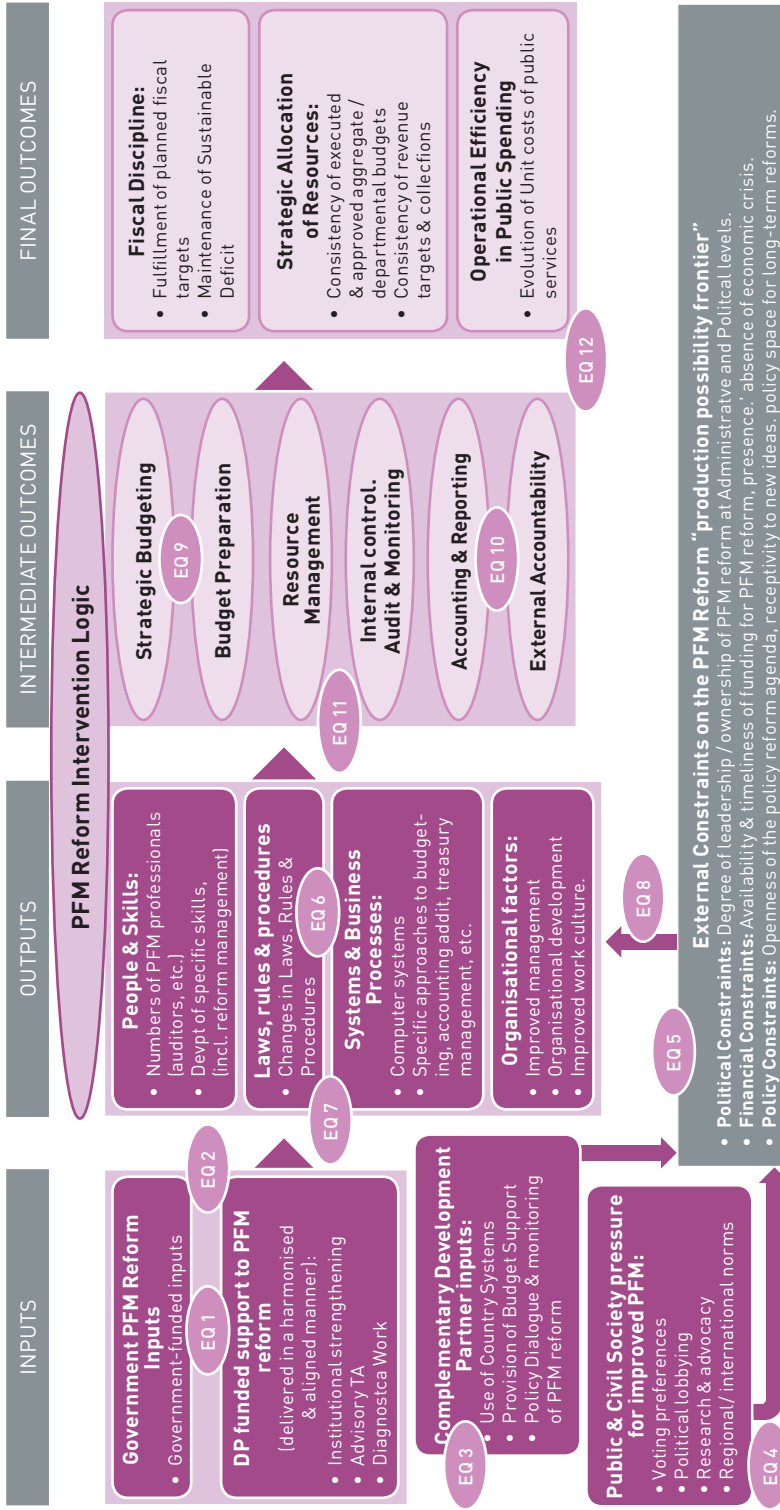 INPUTS
OUTPUTS
INTERMEDIATE OUTCOMES
FINAL OUTCOMES
PFM Reform Intervention Logic
Government PFM Reform
Inputs
• Government-funded inputs
EQ 1
EQ 2
DP funded support to PFM
reform
(delivered in a harmonised
& aligned manner):
• Institutional strengthening
• Advisory TA
• Diagnostca Work
EQ 3
Complementary Development
Partner inputs:
• Use of Country Systems
• Provision of Budget Support
• Policy Dialogue & monitoring
of PFM reform
Public & Civil Society pressure
for improved PFM:
• Voting preferences
• Political lobbying
• Research & advocacy
• Regional/ international norms
EQ 4
People & Skills:
• Numbers of PFM professionals
(auditors, etc.)
• Devpt of specific skills,
(incl. reform management)
Laws, rules & procedures
• Changes in Laws. Rules &
Procedures
EQ 6
EQ 7
Systems & Business
Processes:
• Computer systems
• Specific approaches to budget-
ing, accounting addit, treasury
management, etc.
Organisational factors:
• Improved management
• Organisational development
• Improved work culture.
EQ 8
EQ 5
Strategic Budgeting
EQ 9
Budget Preparation
Resource
Management
EQ 11
Internal control.
Audit & Monitoring
Accounting & Reporting
EQ 10
External Accountability
Fiscal Discipline:
• Fulfillment of planned fiscal
targets
• Maintenance of Sustainable
Deficit
Strategic Allocation
of Resources:
• Consistency of executed
& approved aggregate /
departmental budgets
• Consistency of revenue
targets & collecfions
Operational Efficiency
in Public Spending
• Evolution of Unit costs of public
services
EQ 12
External Constraints on the PFM Reform “production possibility frontier”
• Political Constraints: Degree of leadership / ownership of PFM reform at Administratve and Politcal levels.
• Financial Constraints: Availability & timeliness of funding for PFM reform, presence.’ absence of economic crisis.
• Policy Constraints: Openness of the policy reform agenda, receptivity to new ideas. policy space for long-term reforms.